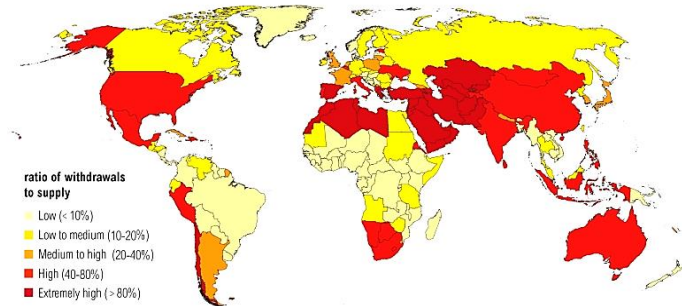 ratio of withdrawals
to supply
Low (< 10%)
Low to medium (10-20%)
Medium to high (20-40%)
High (40-80%)
Extremely high (> 80%)